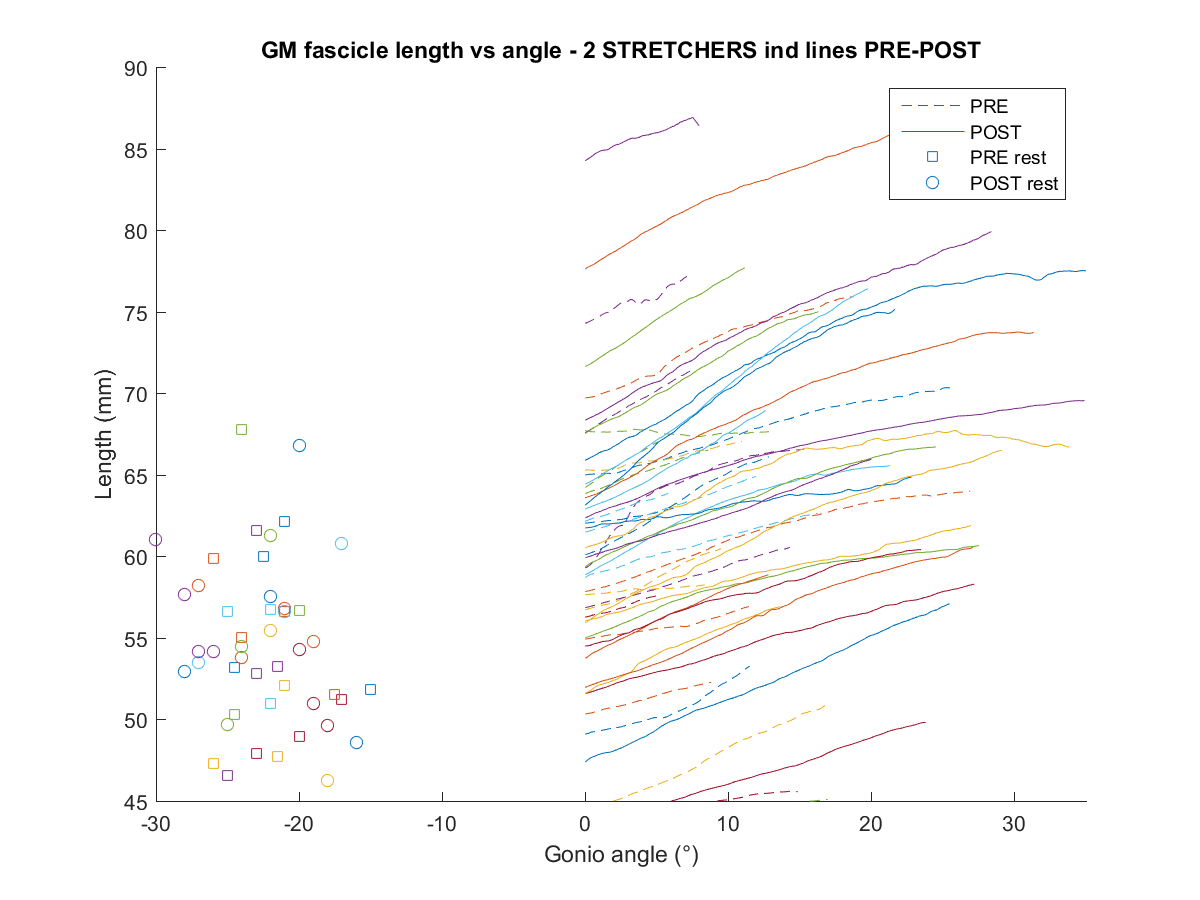 GM fascicle length vs angle - 2 STRETCHERS ind lines PRE-POST
90
85
80
75
70
65
60
55
50
45
Length (mm)
-30 -20 -10 0 10 20 30
Gonio angle (°)
PRE
POST
PRE rest
POST rest